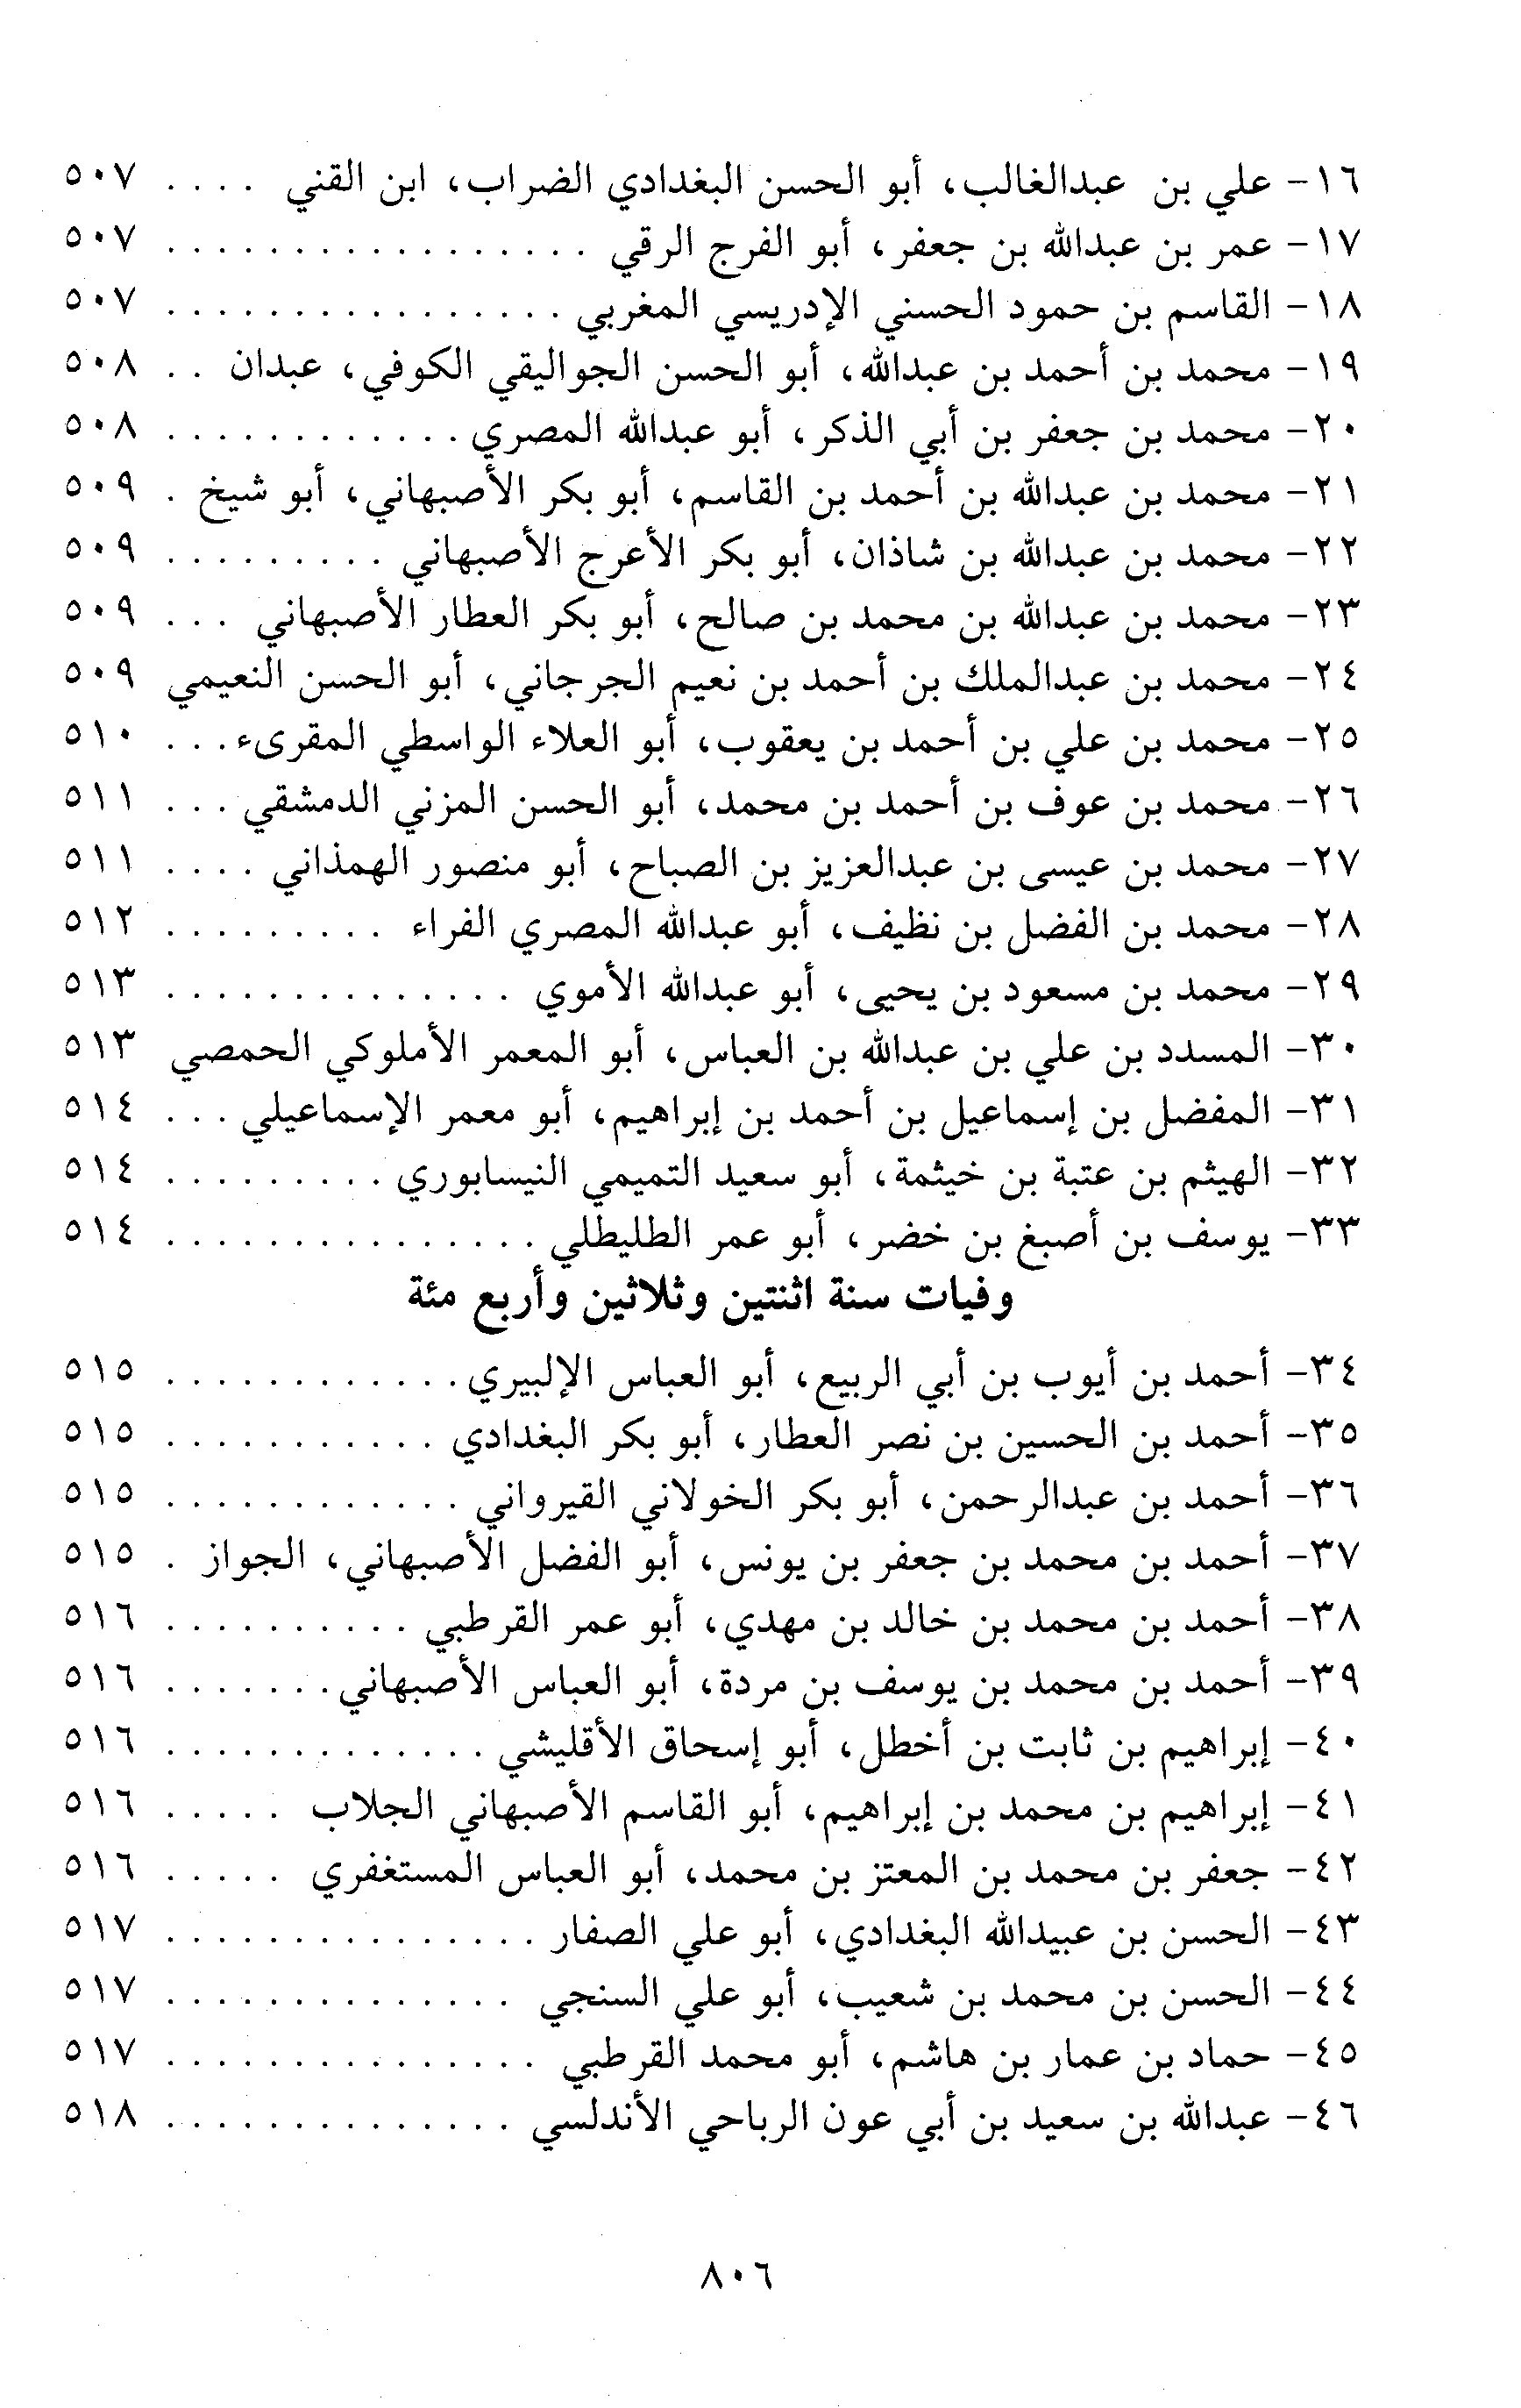 ١٦- علي بن عبدالغالب، أبو الحسن البغدادي الضراب، ابن القني . . . . ٥٠٧
١٧- عمر بن عبدالله بن جعفر، أبو الفرج الرقي . . . . . . . . . . . . . . . . . ٥٠٧
١٨- القاسم بن حمود الحسني الإدريسي المغربي . . . . . . . . . . . . . . . . ٥٠٧
١٩- محمد بن أحمد بن عبدالله، أبو الحسن الجواليقي الكوفي، عبدان . . ٥٠٨
٢٠- محمد بن جعفر بن أبي الذكر، أبو عبدالله المصري . . . . . . . . . . . . ٥٠٨
٢١- محمد بن عبدالله بن أحمد بن القاسم، أبو بكر الأصبهاني، أبو شيخ . ٥٠٩
٢٢- محمد بن عبدالله بن شاذان، أبو بكر الأعرج الأصبهاني . . . . . . . . . ٥٠٩
٢٣- محمد بن عبدالله بن محمد بن صالح، أبو بكر العطار الأصبهاني . . . ٥٠٩
٢٤- محمد بن عبدالملك بن أحمد بن نعيم الجرجاني، أبو الحسن النعيمي ٥٠٩
٢٥- محمد بن علي بن أحمد بن يعقوب، أبو العلاء الواسطي المقرىء . . . ٥١٠
٢٦- محمد بن عوف بن أحمد بن محمد، أبو الحسن المزني الدمشقي . . . ٥١١
٢٧- محمد بن عيسى بن عبدالعزيز بن الصباح، أبو منصور الهمذاني . . . . ٥١١
٢٨- محمد بن الفضل بن نظيف، أبو عبدالله المصري الفراء . . . . . . . . . ٥١٢
٢٩- محمد بن مسعود بن يحيى، أبو عبدالله الأموي . . . . . . . . . . . . . . ٥١٣
٣٠- المسدد بن علي بن عبدالله بن العباس، أبو المعمر الأملوكي الحمصي ٥١٣
٣١- المفضل بن إسماعيل بن أحمد بن إبراهيم، أبو معمر الإسماعيلي . . . ٥١٤
٣٢- الهيثم بن عتبة بن خيثمة، أبو سعيد التميمي النيسابوري . . . . . . . . . ٥١٤
٣٣- يوسف بن أصبغ بن خضر، أبو عمر الطليطلي . . . . . . . . . . . . . . . ٥١٤
وفيات سنة اثنتين وثلاثين وأربع مئة
٣٤- أحمد بن أيوب بن أبي الربيع، أبو العباس الإلبيري . . . . . . . . . . . . ٥١٥
٣٥- أحمد بن الحسين بن نصر العطار، أبو بكر البغدادي . . . . . . . . . . . ٥١٥
٣٦- أحمد بن عبدالرحمن، أبو بكر الخولاني القيرواني . . . . . . . . . . . . ٥١٥
٣٧- أحمد بن محمد بن جعفر بن يونس، أبو الفضل الأصبهاني، الجواز . ٥١٥
٣٨- أحمد بن محمد بن خالد بن مهدي، أبو عمر القرطبي . . . . . . . . . . ٥١٦
٣٩- أحمد بن محمد بن يوسف بن مردة، أبو العباس الأصبهاني . . . . . . . ٥١٦
٤٠- إبراهيم بن ثابت بن أخطل، أبو إسحاق الأقليشي . . . . . . . . . . . . . ٥١٦
٤١- إبراهيم بن محمد بن إبراهيم، أبو القاسم الأصبهاني الجلاب . . . . . ٥١٦
٤٢- جعفر بن محمد بن المعتز بن محمد، أبو العباس المستغفري . . . . . ٥١٦
٤٣- الحسن بن عبيدالله البغدادي، أبو علي الصفار . . . . . . . . . . . . . . . ٥١٧
٤٤- الحسن بن محمد بن شعيب، أبو علي السنجي . . . . . . . . . . . . . . ٥١٧
٤٥- حماد بن عمار بن هاشم، أبو محمد القرطبي . . . . . . . . . . . . . . . ٥١٧
٤٦- عبدالله بن سعيد بن أبي عون الرباحي الأندلسي . . . . . . . . . . . . . . ٥١٨
٨٠٦